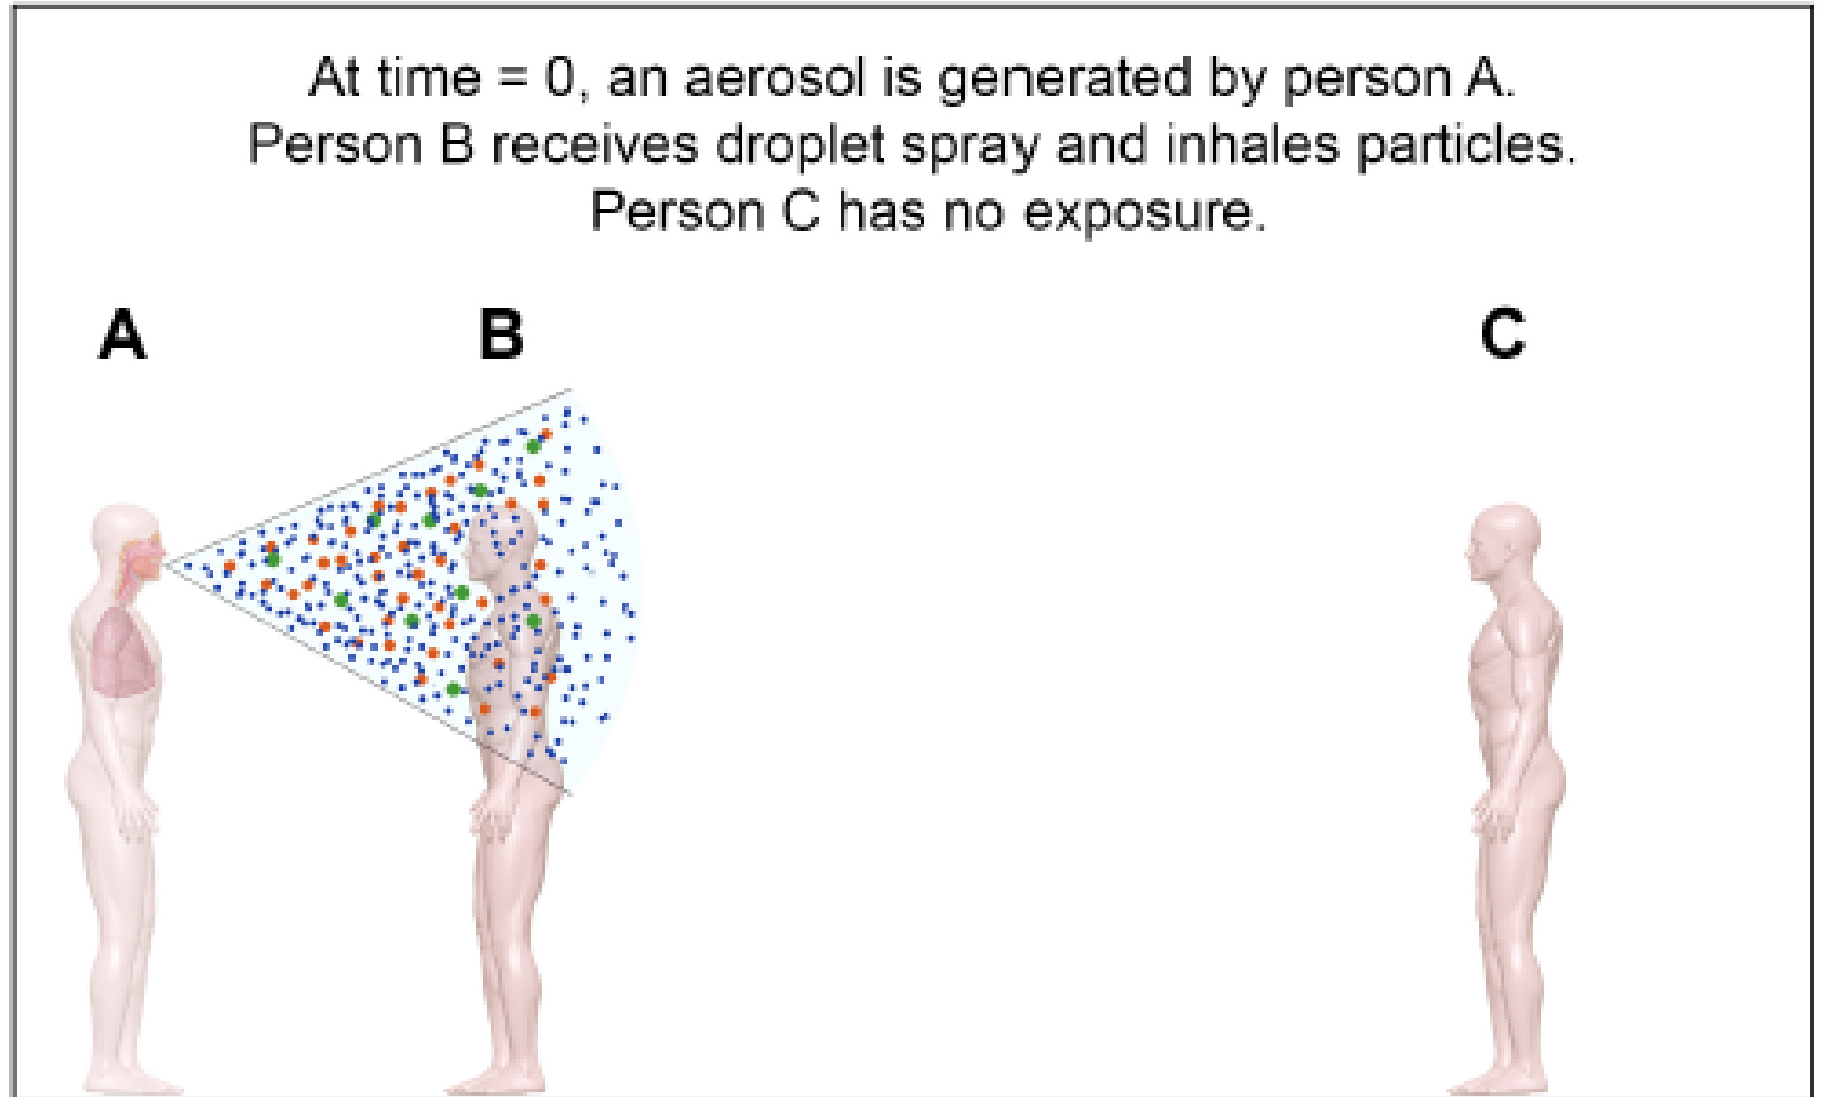 At time = 0, an aerosol is generated by person A.
Person B receives droplet spray and inhales particles.
Person C has no exposure.
A B C